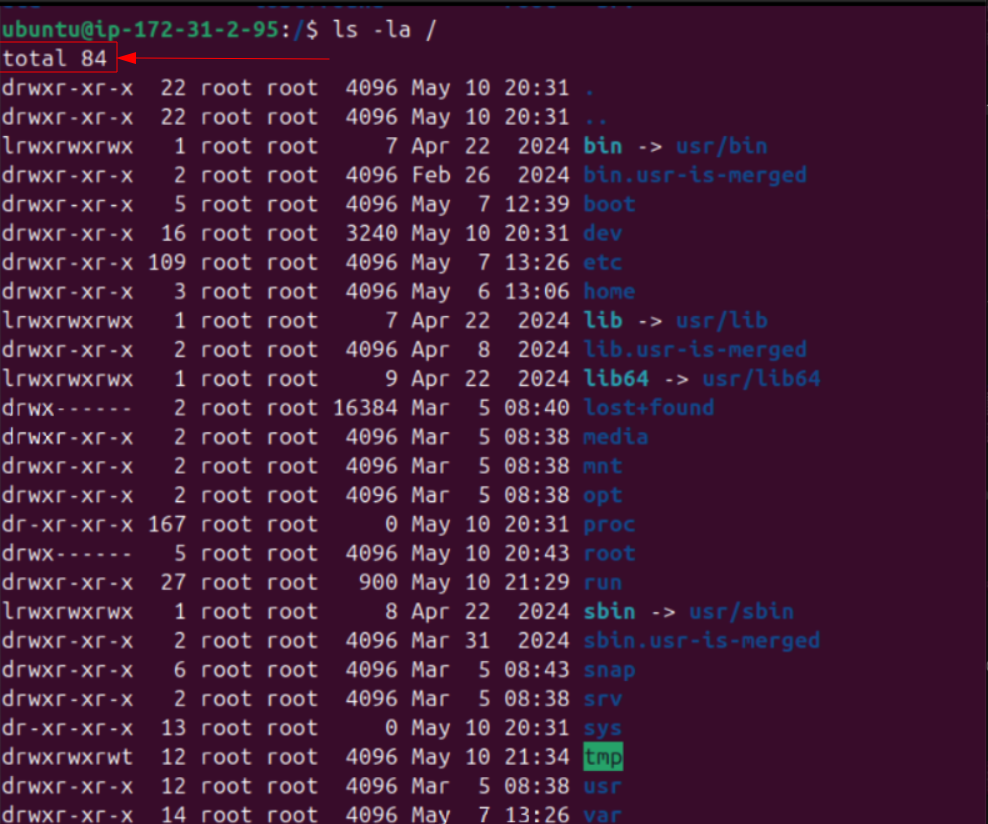 ubuntu@ip-172-31-2-95:/$ ls -la /
total 84
drwxr-xr-x  22 root root  4096 May 10 20:31 .
drwxr-xr-x  22 root root  4096 May 10 20:31 ..
lrwxrwxrwx   1 root root     7 Apr 22  2024 bin -> usr/bin
drwxr-xr-x   2 root root  4096 Feb 26  2024 bin.usr-is-merged
drwxr-xr-x   5 root root  4096 May  7 12:39 boot
drwxr-xr-x  16 root root  3240 May 10 20:31 dev
drwxr-xr-x 109 root root  4096 May  7 13:26 etc
drwxr-xr-x   3 root root  4096 May  6 13:06 home
lrwxrwxrwx   1 root root     7 Apr 22  2024 lib -> usr/lib
drwxr-xr-x   2 root root  4096 Apr  8  2024 lib.usr-is-merged
lrwxrwxrwx   1 root root     9 Apr 22  2024 lib64 -> usr/lib64
drwx------   2 root root 16384 Mar  5 08:40 lost+found
drwxr-xr-x   2 root root  4096 Mar  5 08:38 media
drwxr-xr-x   2 root root  4096 Mar  5 08:38 mnt
drwxr-xr-x   2 root root  4096 Mar  5 08:38 opt
dr-xr-xr-x 167 root root     0 May 10 20:31 proc
drwx------   5 root root  4096 May 10 20:43 root
drwxr-xr-x  27 root root   900 May 10 21:29 run
lrwxrwxrwx   1 root root     8 Apr 22  2024 sbin -> usr/sbin
drwxr-xr-x   2 root root  4096 Mar 31  2024 sbin.usr-is-merged
drwxr-xr-x   6 root root  4096 Mar  5 08:43 snap
drwxr-xr-x   2 root root  4096 Mar  5 08:38 srv
dr-xr-xr-x  13 root root     0 May 10 20:31 sys
drwxrwxrwt  12 root root  4096 May 10 21:34 tmp
drwxr-xr-x  12 root root  4096 Mar  5 08:38 usr
drwxr-xr-x  14 root root  4096 May  7 13:26 var